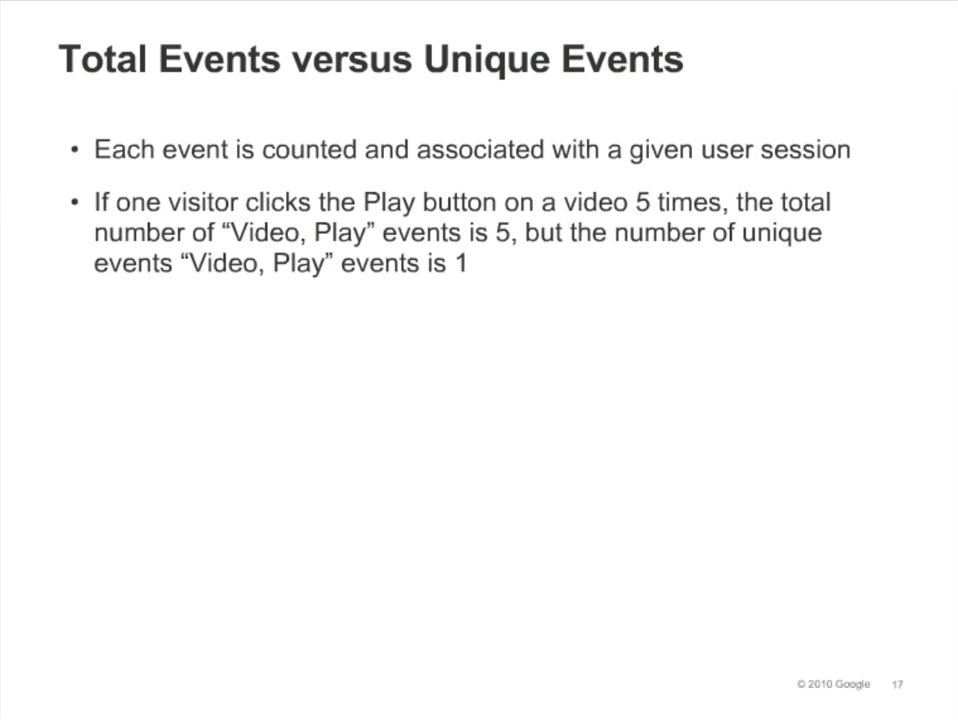 Total Events versus Unique Events
• Each event is counted and associated with a given user session
• If one visitor clicks the Play button on a video 5 times, the total
number of “Video, Play” events is 5, but the number of unique
events “Video, Play” events is 1
© 2010 Google 17